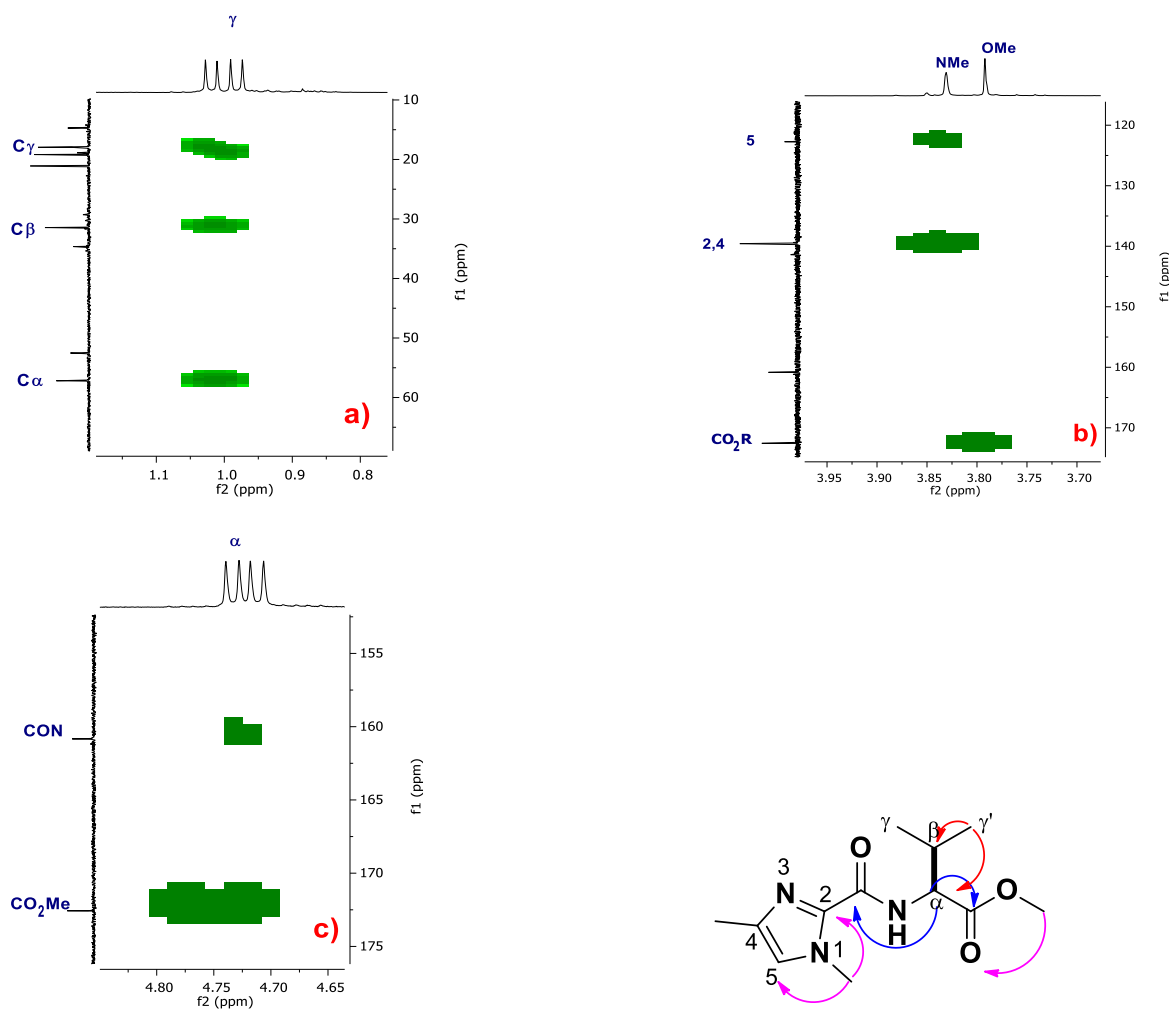 γ
10
Cγ
20
30
Cβ
40
f1 (ppm)
50
Cα
60
a)
1.1 1.0 0.9 0.8
f2 (ppm)
OMe
NMe
120
5
130
2,4
140
f1 (ppm)
150
160
170
CO2R
b)
3.95 3.90 3.85 3.80 3.75 3.70
f2 (ppm)
α
155
CON
160
165
f1 (ppm)
170
CO2Me
c)
175
4.80 4.75 4.70 4.65
f2 (ppm)
γ β γ'
O
3 O
N 2 N α
4 N 1 H O
5